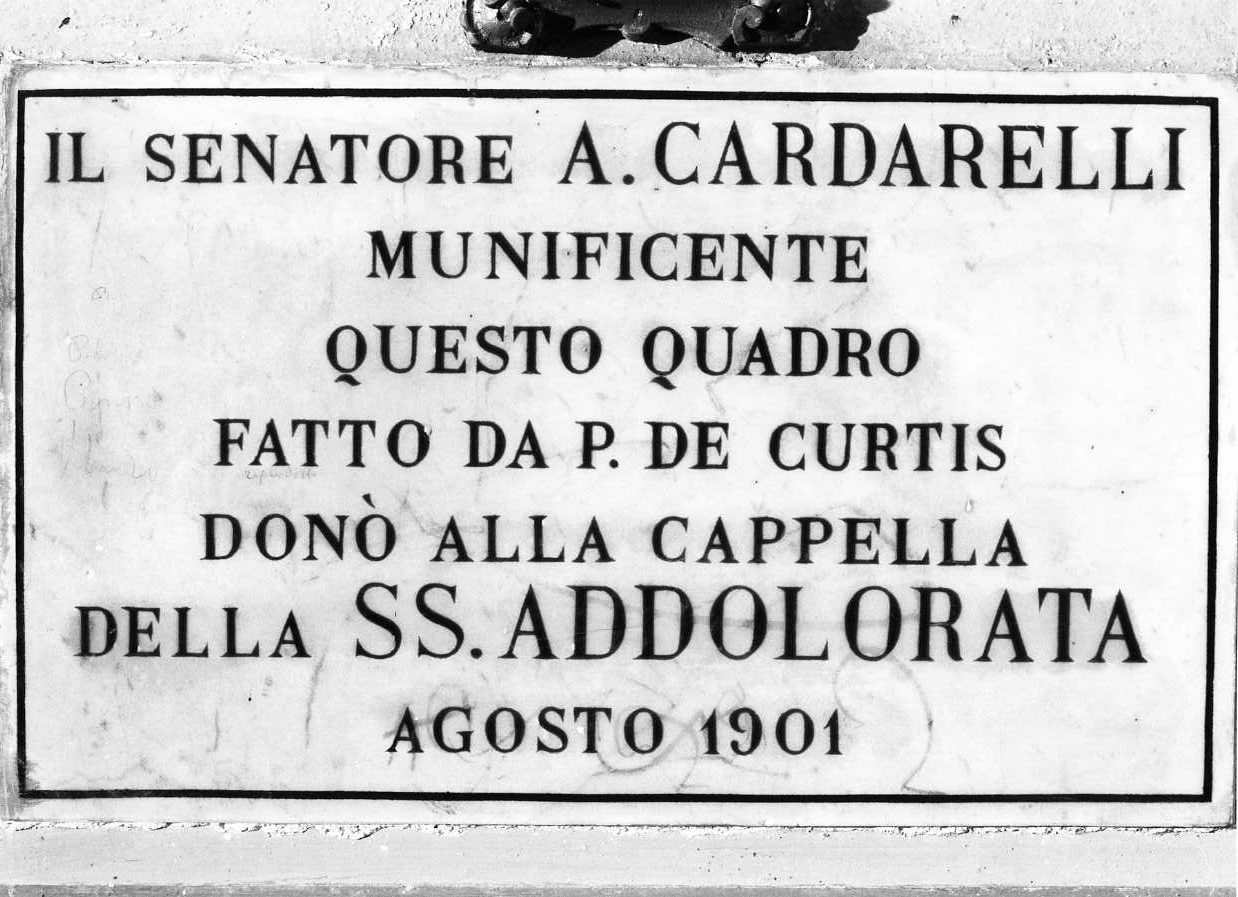 IL SENATORE A. CARDARELLI
MUNIFICENTE
QUESTO QUADRO
FATTO DA P. DE CURTIS
DONÒ ALLA CAPPELLA
DELLA SS. ADDOLORATA
AGOSTO 1901